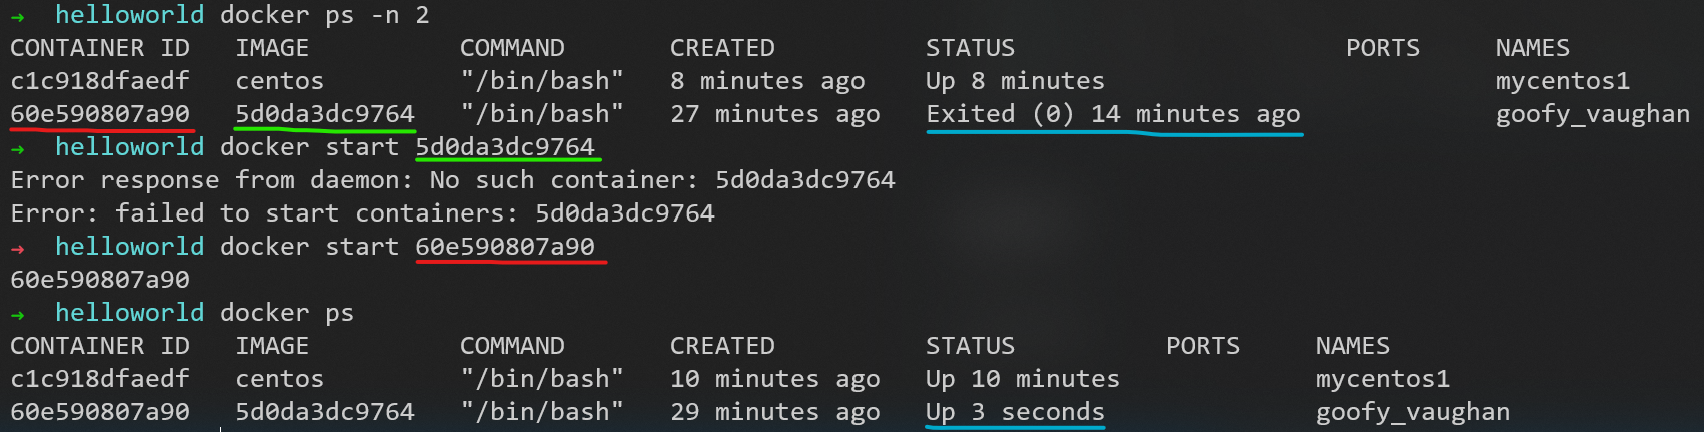 → helloworld docker ps -n 2
CONTAINER ID IMAGE COMMAND CREATED STATUS PORTS NAMES
c1c918dfaedf centos "/bin/bash" 8 minutes ago Up 8 minutes mycentos1
60e590807a90 5d0da3dc9764 "/bin/bash" 27 minutes ago Exited (0) 14 minutes ago goofy_vaughan
→ helloworld docker start 5d0da3dc9764
Error response from daemon: No such container: 5d0da3dc9764
Error: failed to start containers: 5d0da3dc9764
→ helloworld docker start 60e590807a90
60e590807a90
→ helloworld docker ps
CONTAINER ID IMAGE COMMAND CREATED STATUS PORTS NAMES
c1c918dfaedf centos "/bin/bash" 10 minutes ago Up 10 minutes mycentos1
60e590807a90 5d0da3dc9764 "/bin/bash" 29 minutes ago Up 3 seconds goofy_vaughan